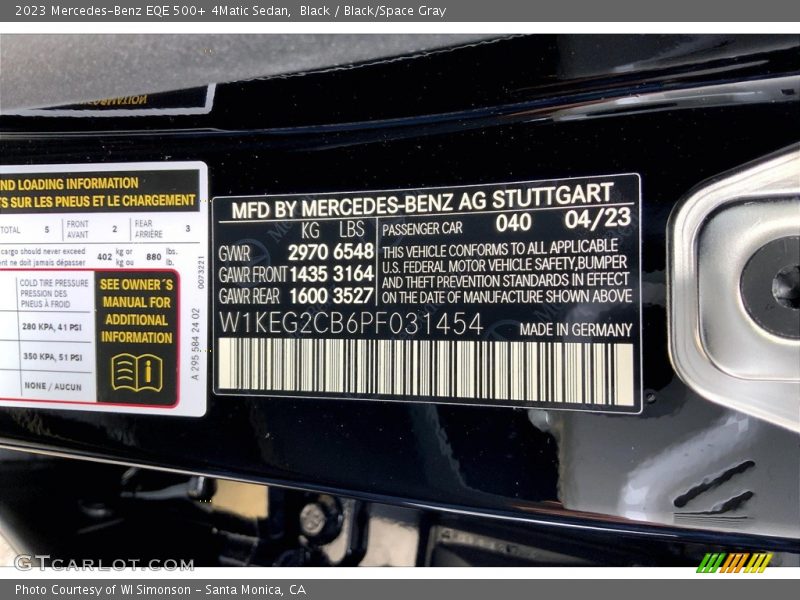 2023 Mercedes-Benz EQE 500+ 4Matic Sedan, Black / Black/Space Gray
ND LOADING INFORMATION
TS SUR LES PNEUS ET LE CHARGEMENT
TOTAL 5 FRONT AVANT 2 REAR ARRIÈRE 3
cargo should never exceed
ent ne doit jamais dépasser
402 kg or kg ou 880 lbs. lb.
COLD TIRE PRESSURE
PRESSION DES
PNEUS À FROID
280 KPA, 41 PSI
350 KPA, 51 PSI
NONE / AUCUN
SEE OWNER´S
MANUAL FOR
ADDITIONAL
INFORMATION
A 295 584 24 02
0073221
MFD BY MERCEDES-BENZ AG STUTTGART
KG LBS
GVWR 2970 6548
GAWR FRONT 1435 3164
GAWR REAR 1600 3527
PASSENGER CAR 040 04/23
THIS VEHICLE CONFORMS TO ALL APPLICABLE
U.S. FEDERAL MOTOR VEHICLE SAFETY,BUMPER
AND THEFT PREVENTION STANDARDS IN EFFECT
ON THE DATE OF MANUFACTURE SHOWN ABOVE
W1KEG2CB6PF031454
MADE IN GERMANY
GTcarlot.com
Photo Courtesy of WI Simonson - Santa Monica, CA